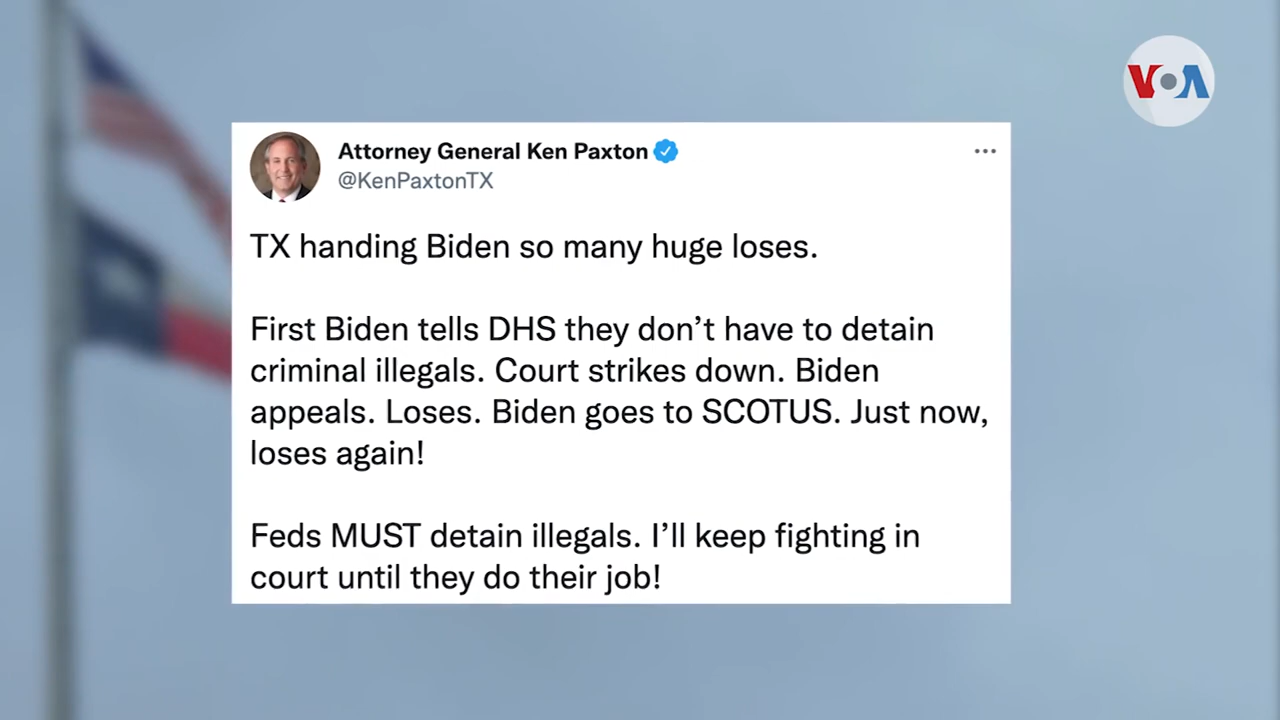 VOA
Attorney General Ken Paxton
@KenPaxtonTX
TX handing Biden so many huge loses.
First Biden tells DHS they don’t have to detain
criminal illegals. Court strikes down. Biden
appeals. Loses. Biden goes to SCOTUS. Just now,
loses again!
Feds MUST detain illegals. I’ll keep fighting in
court until they do their job!